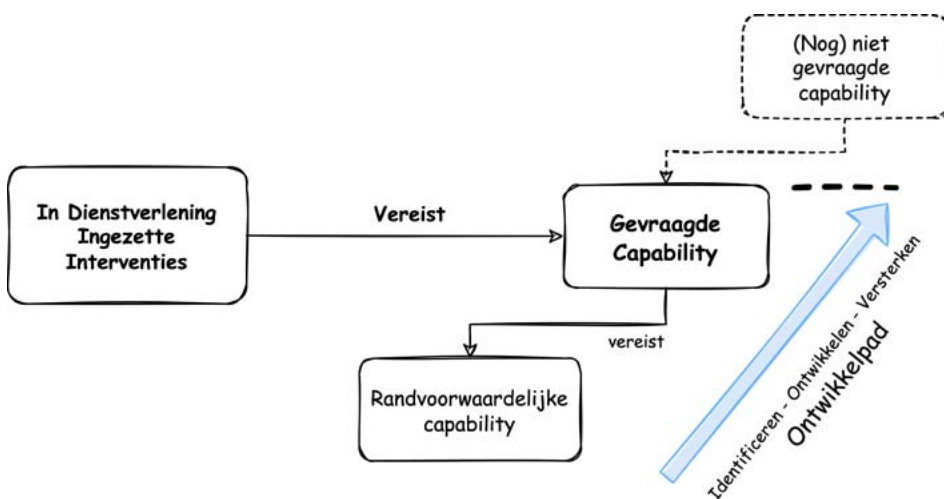 (Nog) niet
gevraagde
capability
In Dienstverlening
Ingezette
Interventies
Vereist
Gevraagde
Capability
vereist
Randvoorwaardelijke
capability
Identificeren - Ontwikkelen - Versterken
Ontwikkelpad